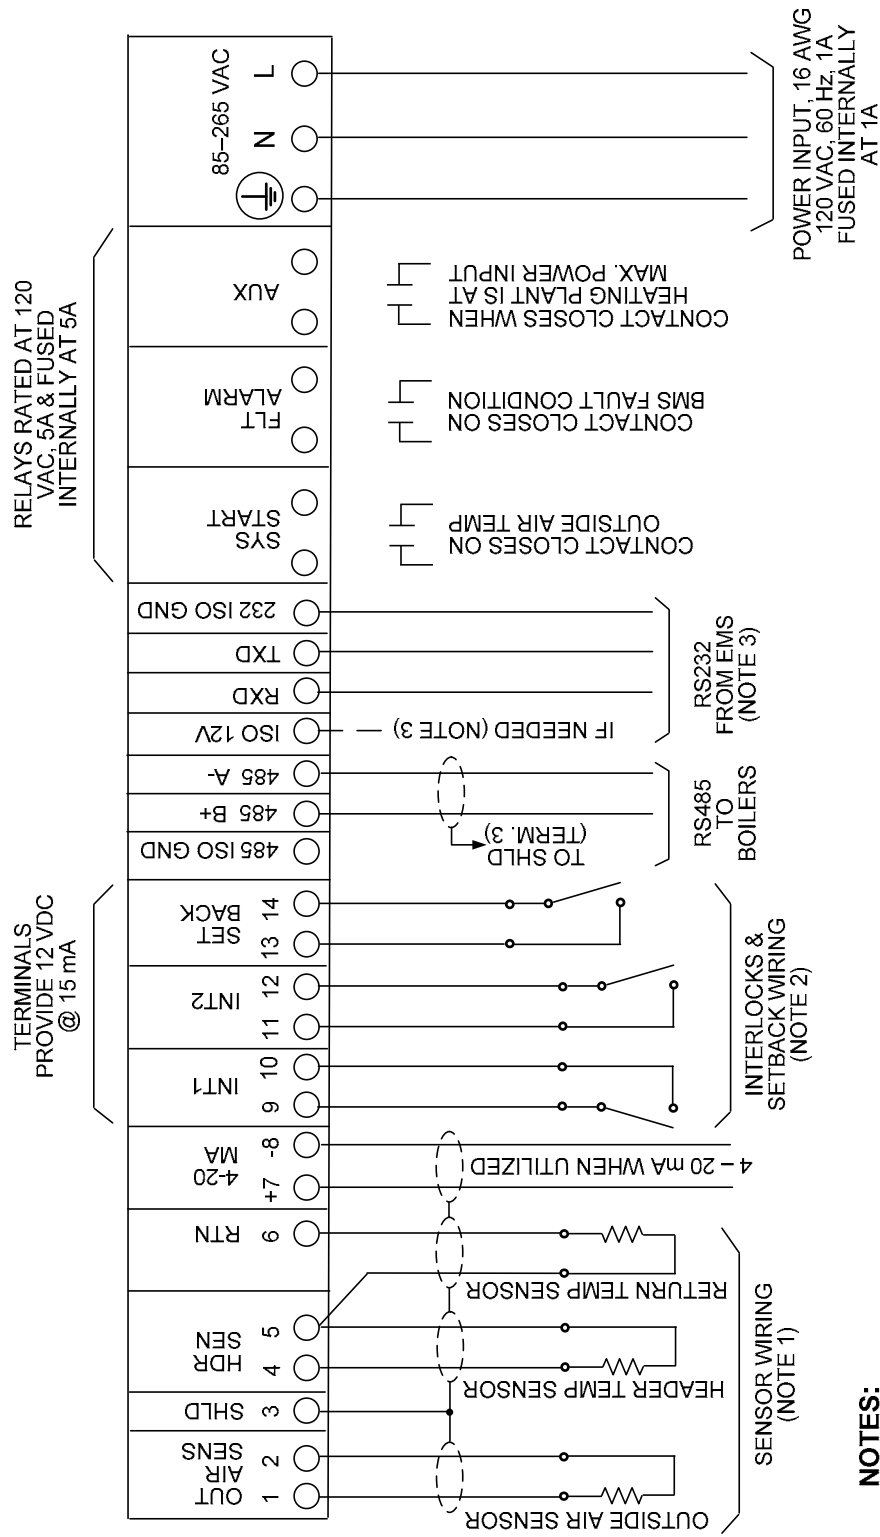 RELAYS RATED AT 120
VAC, 5A & FUSED
INTERNALLY AT 5A
TERMINALS
PROVIDE 12 VDC
@ 15 mA
85–265 VAC
L
N
AUX
FLT
ALARM
SYS
START
232 ISO GND
TXD
RXD
ISO 12V
485 A-
485 B+
485 ISO GND
SET
BACK
14
13
INT2
12
11
INT1
10
9
4-20
MA
-8
+7
RTN
6
HDR
SEN
5
4
SHLD
3
OUT
AIR
SENS
2
1
CONTACT CLOSES WHEN
HEATING PLANT IS AT
MAX. POWER INPUT
CONTACT CLOSES ON
BMS FAULT CONDITION
CONTACT CLOSES ON
OUTSIDE AIR TEMP
IF NEEDED (NOTE 3)
TO SHLD
(TERM. 3)
4 – 20 mA WHEN UTILIZED
RETURN TEMP SENSOR
HEADER TEMP SENSOR
OUTSIDE AIR SENSOR
POWER INPUT, 16 AWG
120 VAC, 60 Hz, 1A
FUSED INTERNALLY
AT 1A
RS232
FROM EMS
(NOTE 3)
RS485
TO
BOILERS
INTERLOCKS &
SETBACK WIRING
(NOTE 2)
SENSOR WIRING
(NOTE 1)
NOTES: